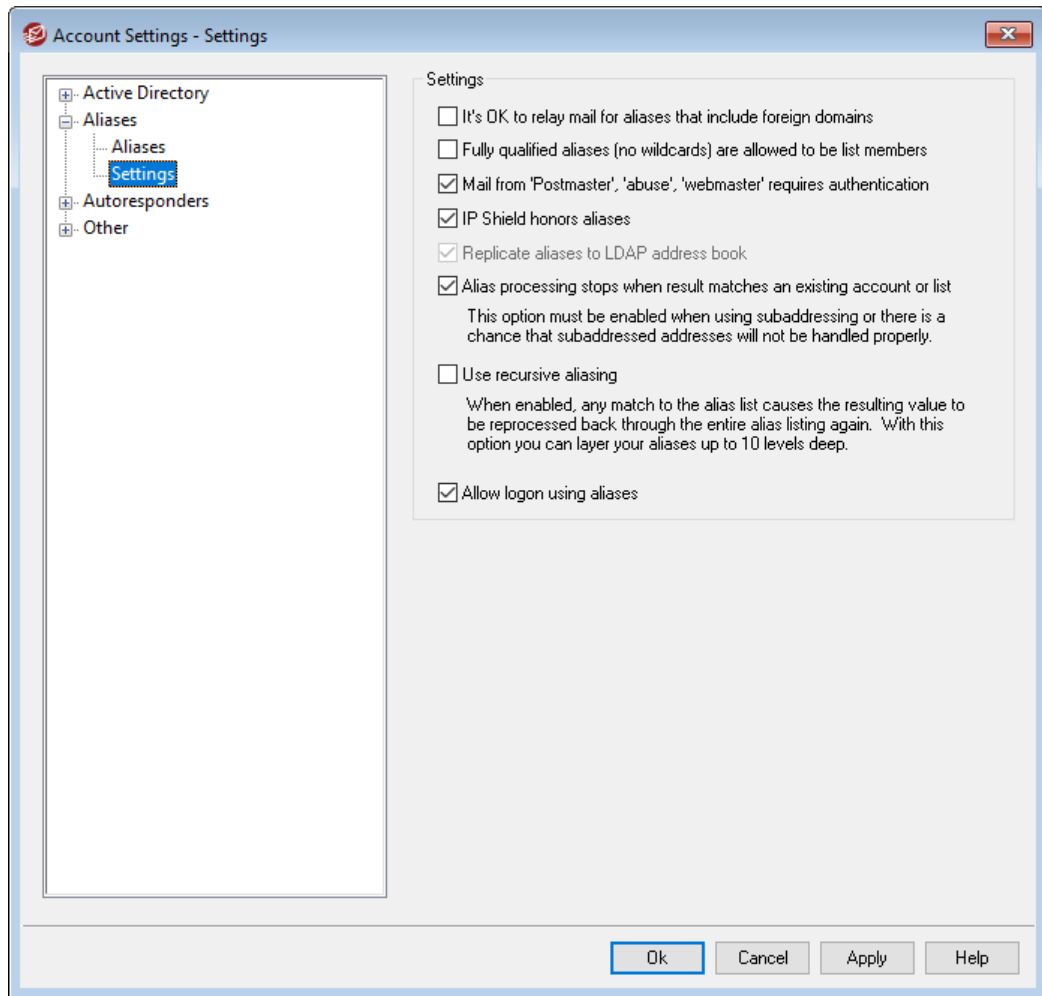 Account Settings - Settings
Active Directory
Aliases
Aliases
Settings
Autoresponders
Other
Settings
It's OK to relay mail for aliases that include foreign domains
Fully qualified aliases (no wildcards) are allowed to be list members
Mail from 'Postmaster', 'abuse', 'webmaster' requires authentication
IP Shield honors aliases
Replicate aliases to LDAP address book
Alias processing stops when result matches an existing account or list
This option must be enabled when using subaddressing or there is a
chance that subaddressed addresses will not be handled properly.
Use recursive aliasing
When enabled, any match to the alias list causes the resulting value to
be reprocessed back through the entire alias listing again. With this
option you can layer your aliases up to 10 levels deep.
Allow logon using aliases
Ok
Cancel
Apply
Help